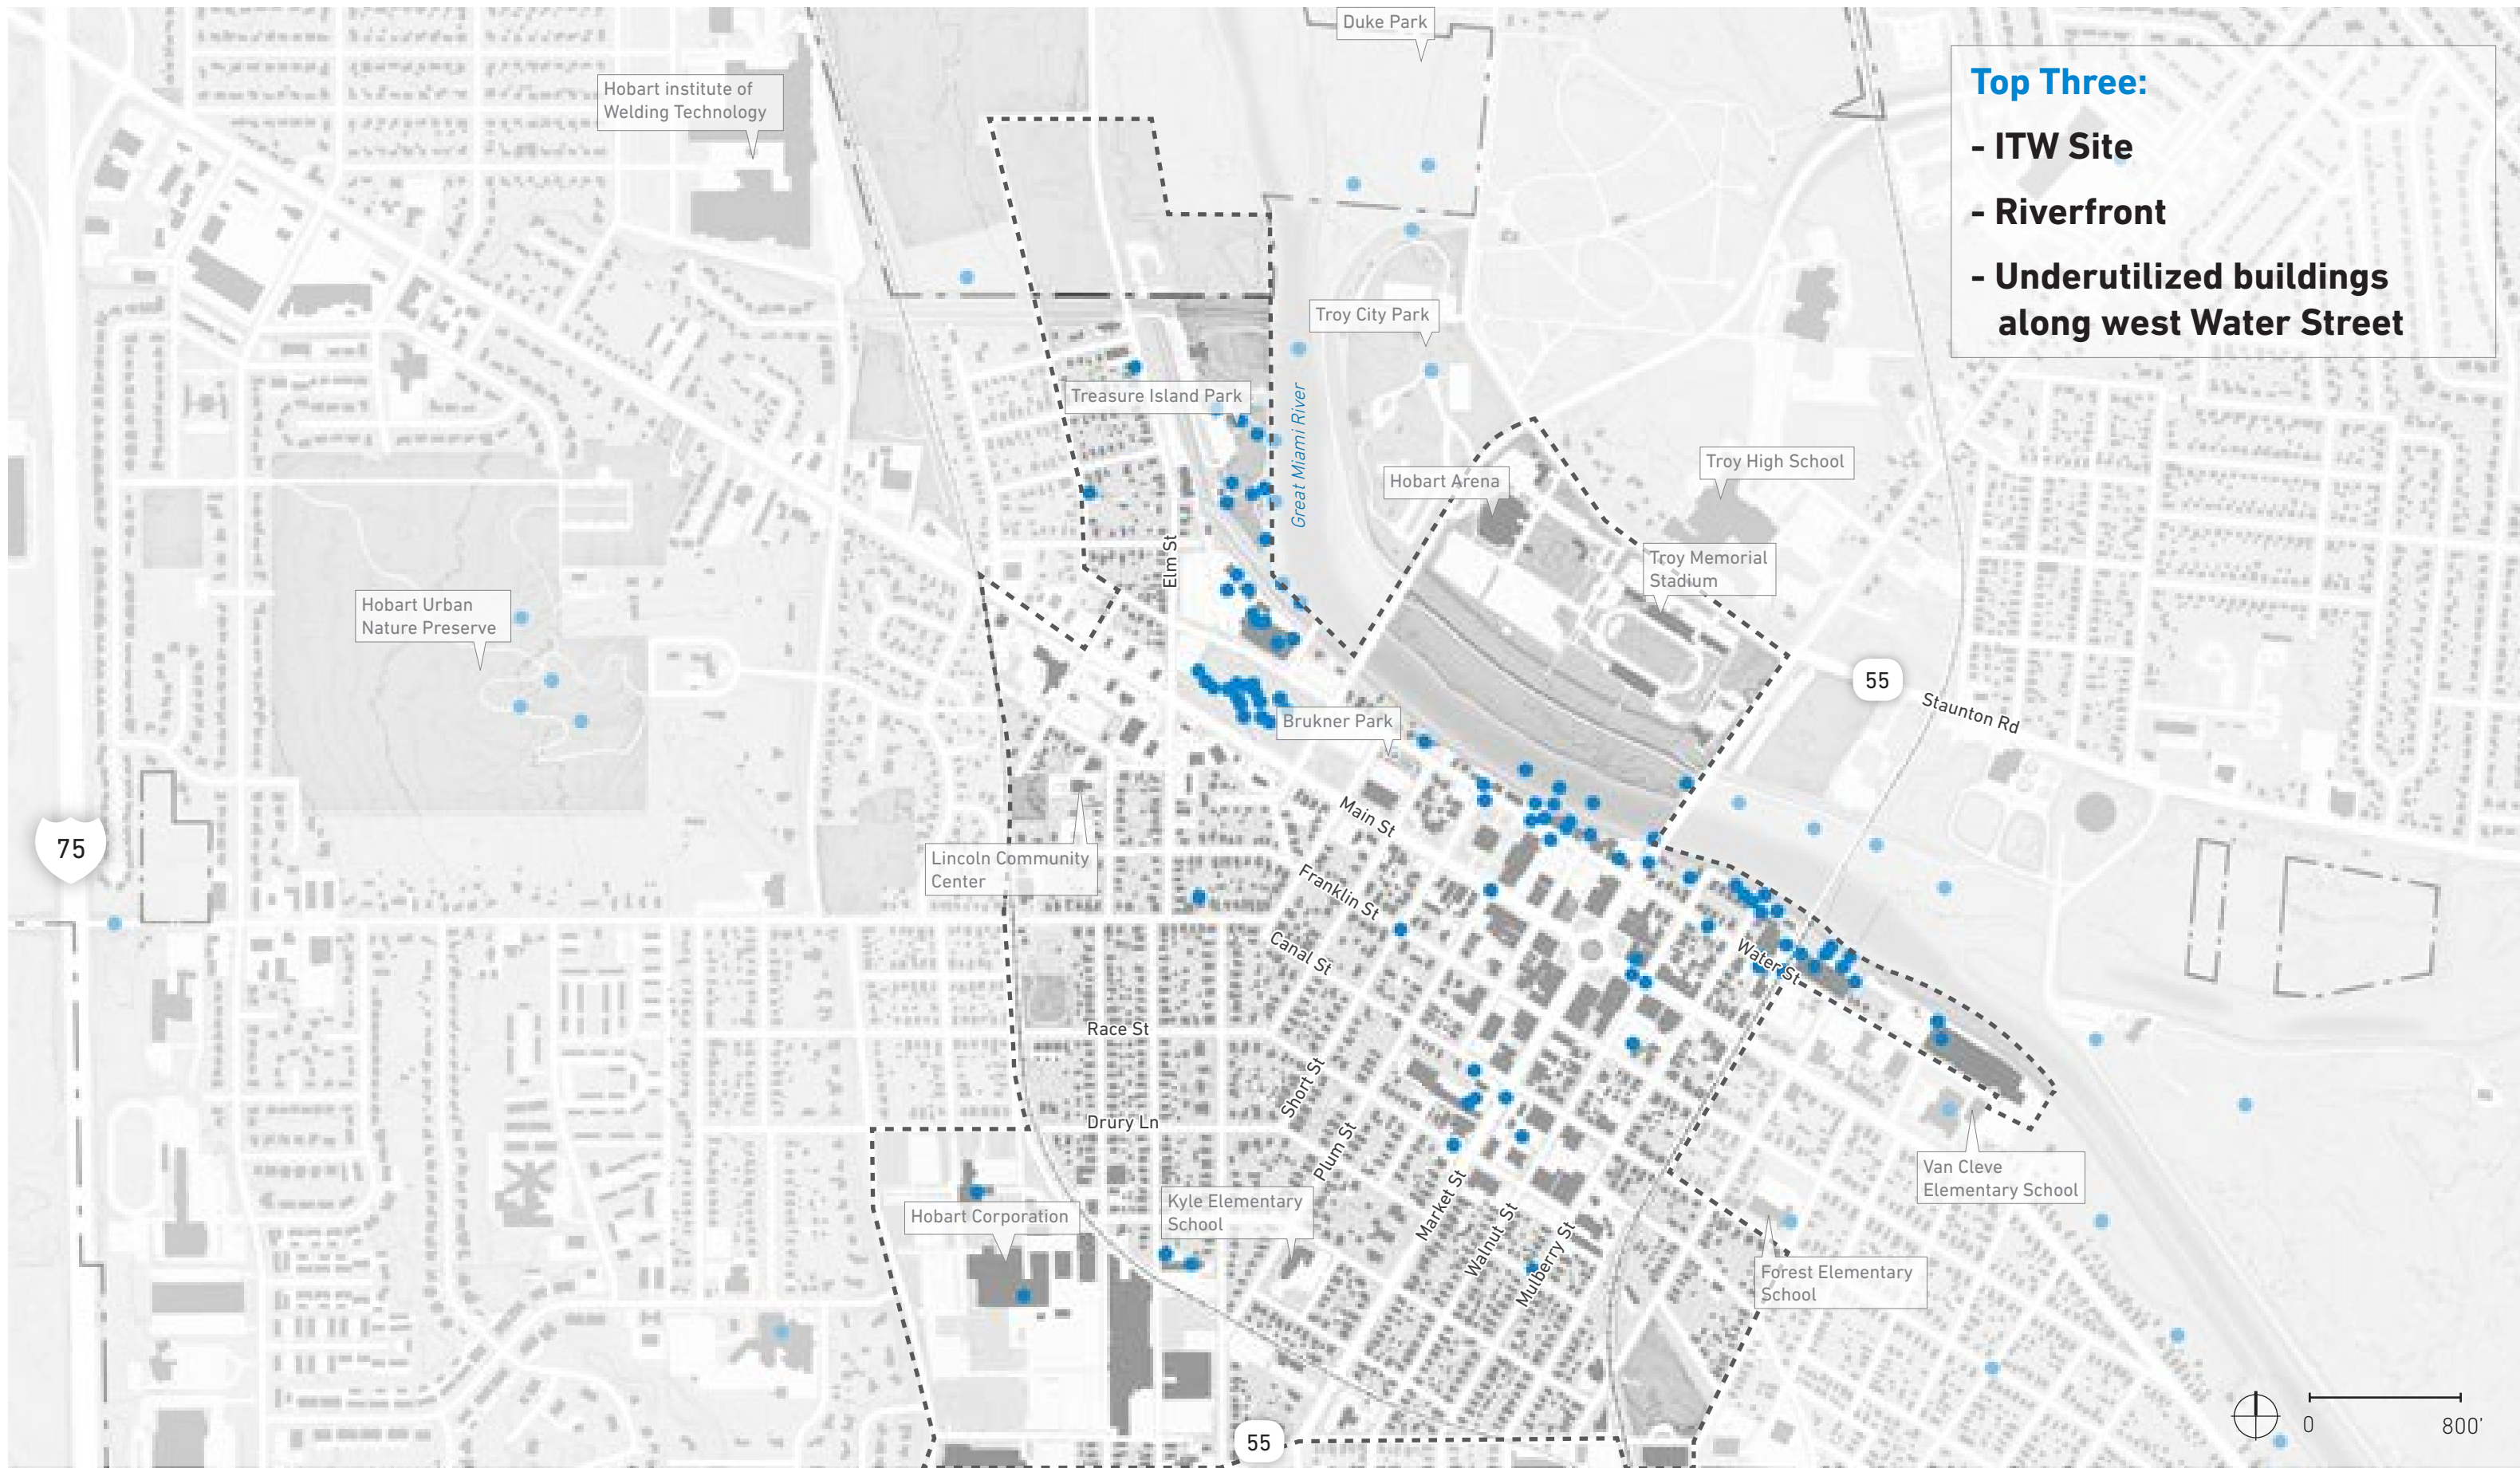 Duke Park
Hobart institute of
Welding Technology
Top Three:
- ITW Site
- Riverfront
- Underutilized buildings
along west Water Street
Troy City Park
Treasure Island Park
Great Miami River
Hobart Arena
Troy High School
Elm St
Troy Memorial
Stadium
Hobart Urban
Nature Preserve
55
Staunton Rd
Brukner Park
75
Main St
Lincoln Community
Center
Franklin St
Canal St
Water St
Race St
Short St
Drury Ln
Plum St
Van Cleve
Elementary School
Hobart Corporation
Kyle Elementary
School
Market St
Walnut St
Mulberry St
Forest Elementary
School
55
0
800'